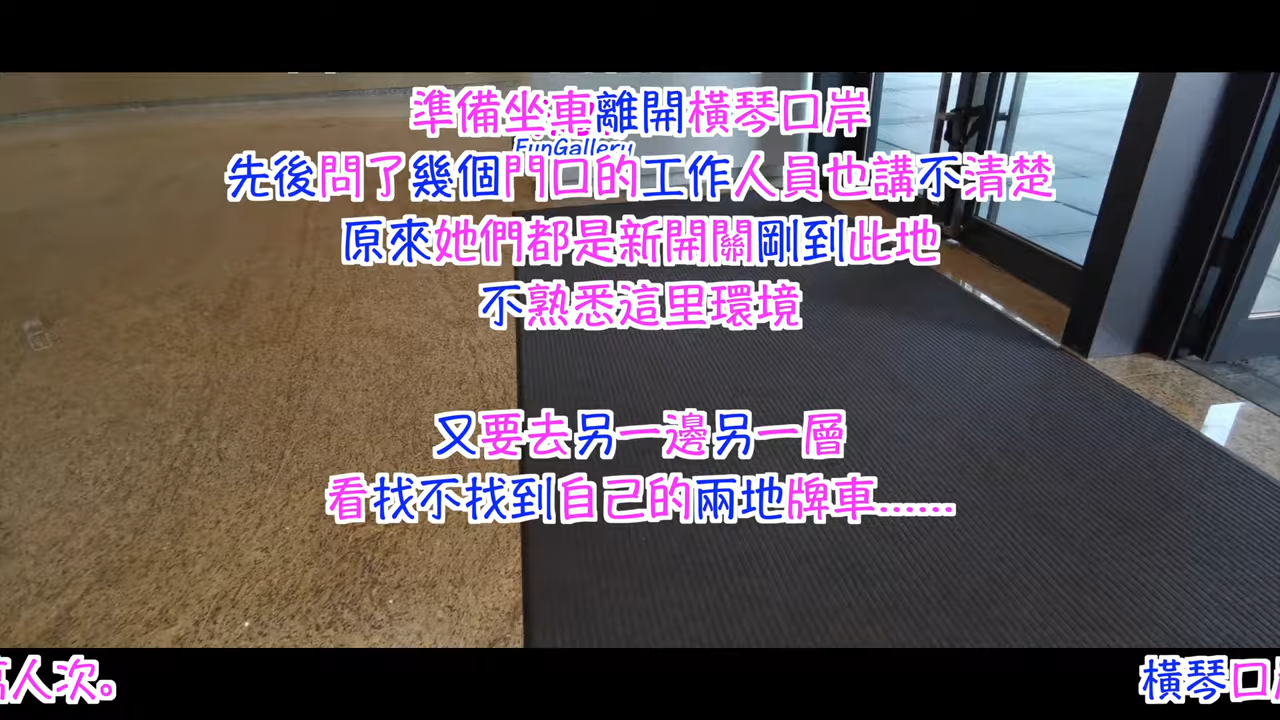 準備坐車離開橫琴口岸
FunGallery
先後問了幾個門口的工作人員也講不清楚
原來她們都是新開關剛到此地
不熟悉這里環境
又要去另一邊另一層
看找不找到自己的兩地牌車......
人次。
橫琴口